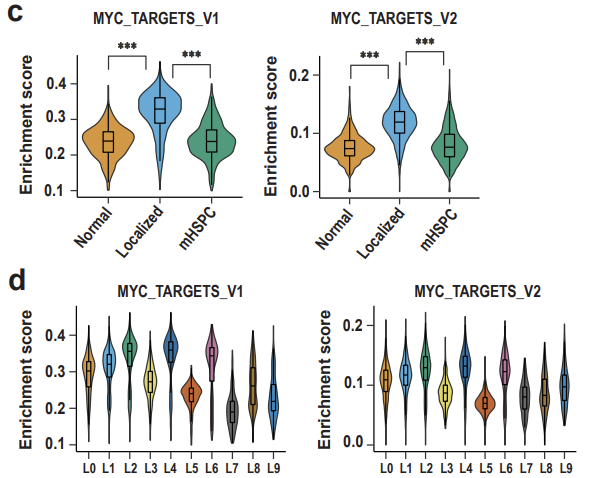 c
MYC_TARGETS_V1
MYC_TARGETS_V2
Enrichment score
0.4
0.3
0.2
0.1
***
***
Normal
Localized
mHSPC
Enrichment score
0.2
0.1
0.0
***
***
Normal
Localized
mHSPC
d
MYC_TARGETS_V1
MYC_TARGETS_V2
Enrichment score
0.4
0.3
0.2
0.1
L0 L1 L2 L3 L4 L5 L6 L7 L8 L9
Enrichment score
0.2
0.1
0.0
L0 L1 L2 L3 L4 L5 L6 L7 L8 L9